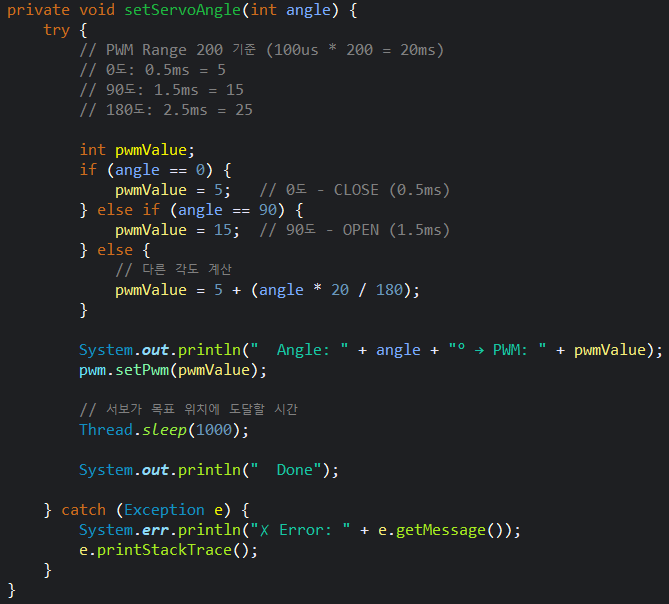 private void setServoAngle(int angle) {
    try {
        // PWM Range 200 기준 (100us * 200 = 20ms)
        // 0도: 0.5ms = 5
        // 90도: 1.5ms = 15
        // 180도: 2.5ms = 25

        int pwmValue;
        if (angle == 0) {
            pwmValue = 5;   // 0도 - CLOSE (0.5ms)
        } else if (angle == 90) {
            pwmValue = 15;  // 90도 - OPEN (1.5ms)
        } else {
            // 다른 각도 계산
            pwmValue = 5 + (angle * 20 / 180);
        }

        System.out.println("  Angle: " + angle + "° → PWM: " + pwmValue);
        pwm.setPwm(pwmValue);

        // 서보가 목표 위치에 도달할 시간
        Thread.sleep(1000);

        System.out.println("  Done");

    } catch (Exception e) {
        System.err.println("✗ Error: " + e.getMessage());
        e.printStackTrace();
    }
}